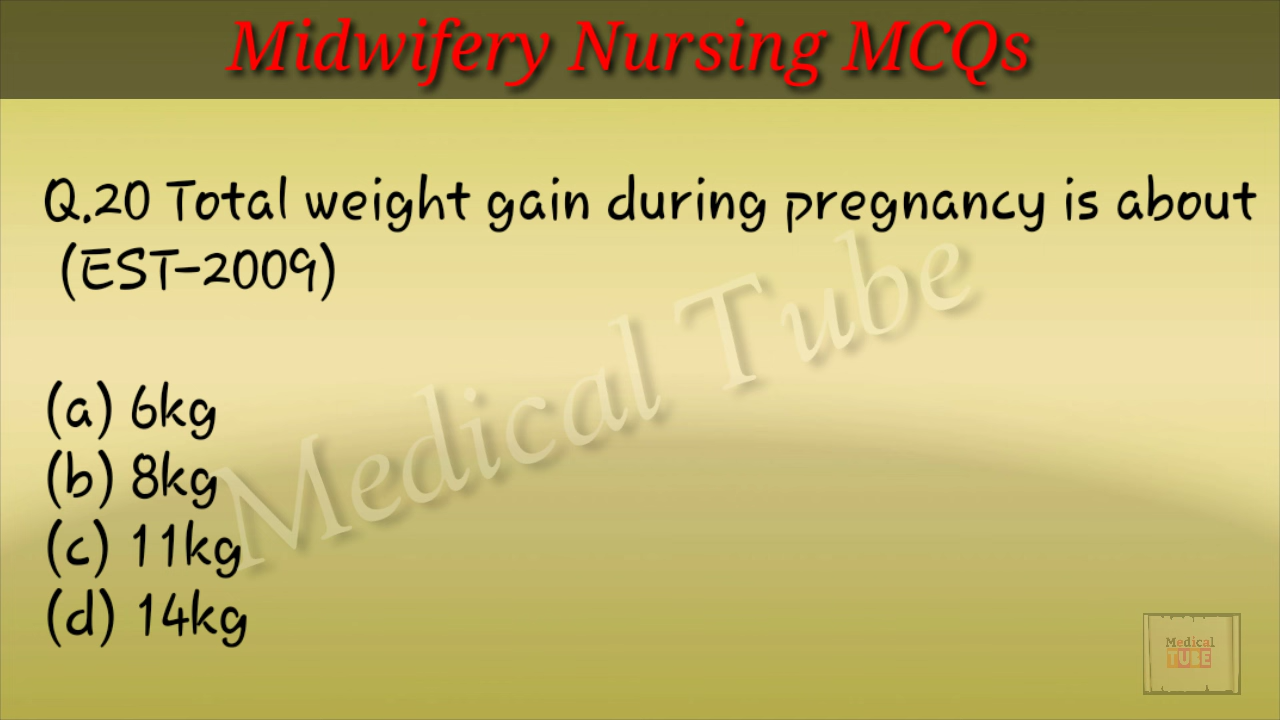 Midwifery Nursing MCQs
Q.20 Total weight gain during pregnancy is about
(EST-2009)
(a) 6kg
(b) 8kg
(c) 11kg
(d) 14kg
Medical Tube
Medical
TUBE